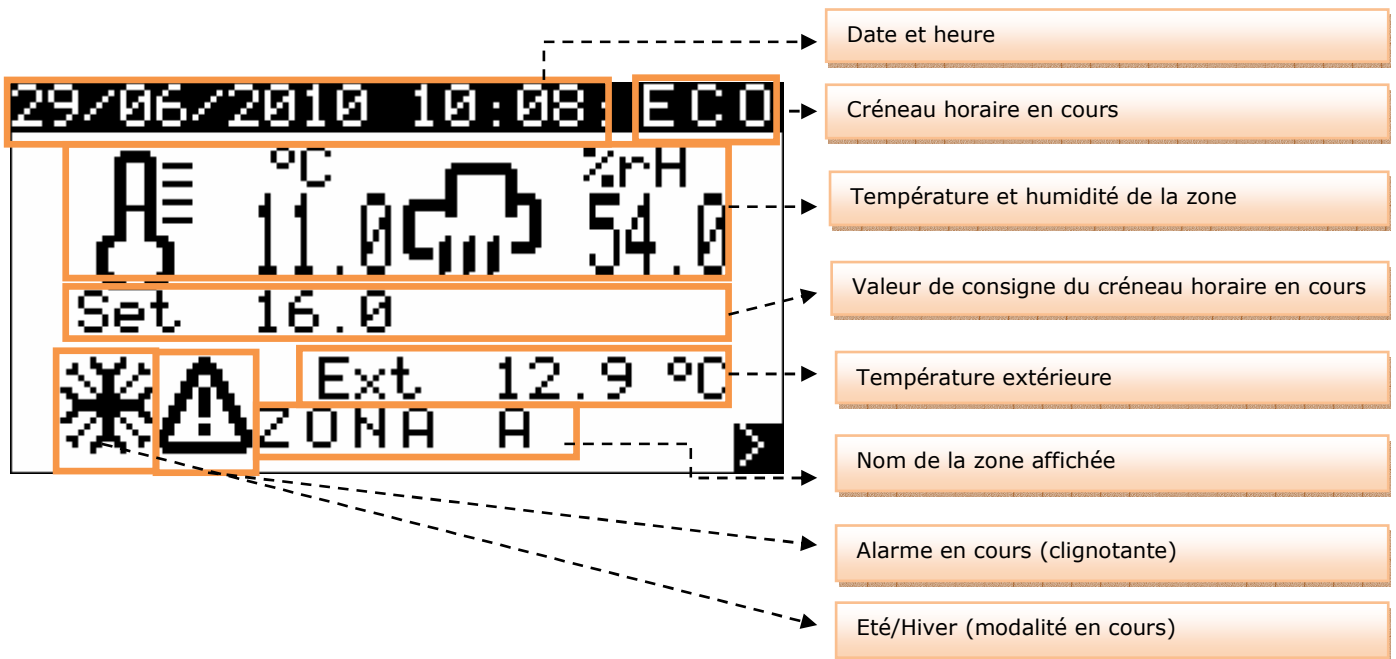 Date et heure
29/06/2010 10:08: ECO
Créneau horaire en cours
°C %rH
11.0 54.0
Température et humidité de la zone
Set 16.0
Valeur de consigne du créneau horaire en cours
Ext 12.9 °C
Température extérieure
ZONA A
>
Nom de la zone affichée
Alarme en cours (clignotante)
Eté/Hiver (modalité en cours)